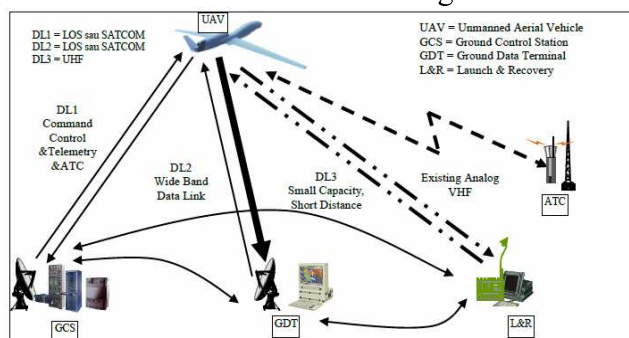 UAV
DL1 = LOS sau SATCOM
DL2 = LOS sau SATCOM
DL3 = UHF
UAV = Unmanned Aerial Vehicle
GCS = Ground Control Station
GDT = Ground Data Terminal
L&R = Launch & Recovery
DL1
Command
Control
&Telemetry
&ATC
DL2
Wide Band
Data Link
DL3
Small Capacity,
Short Distance
Existing Analog
VHF
ATC
GCS
GDT
L&R